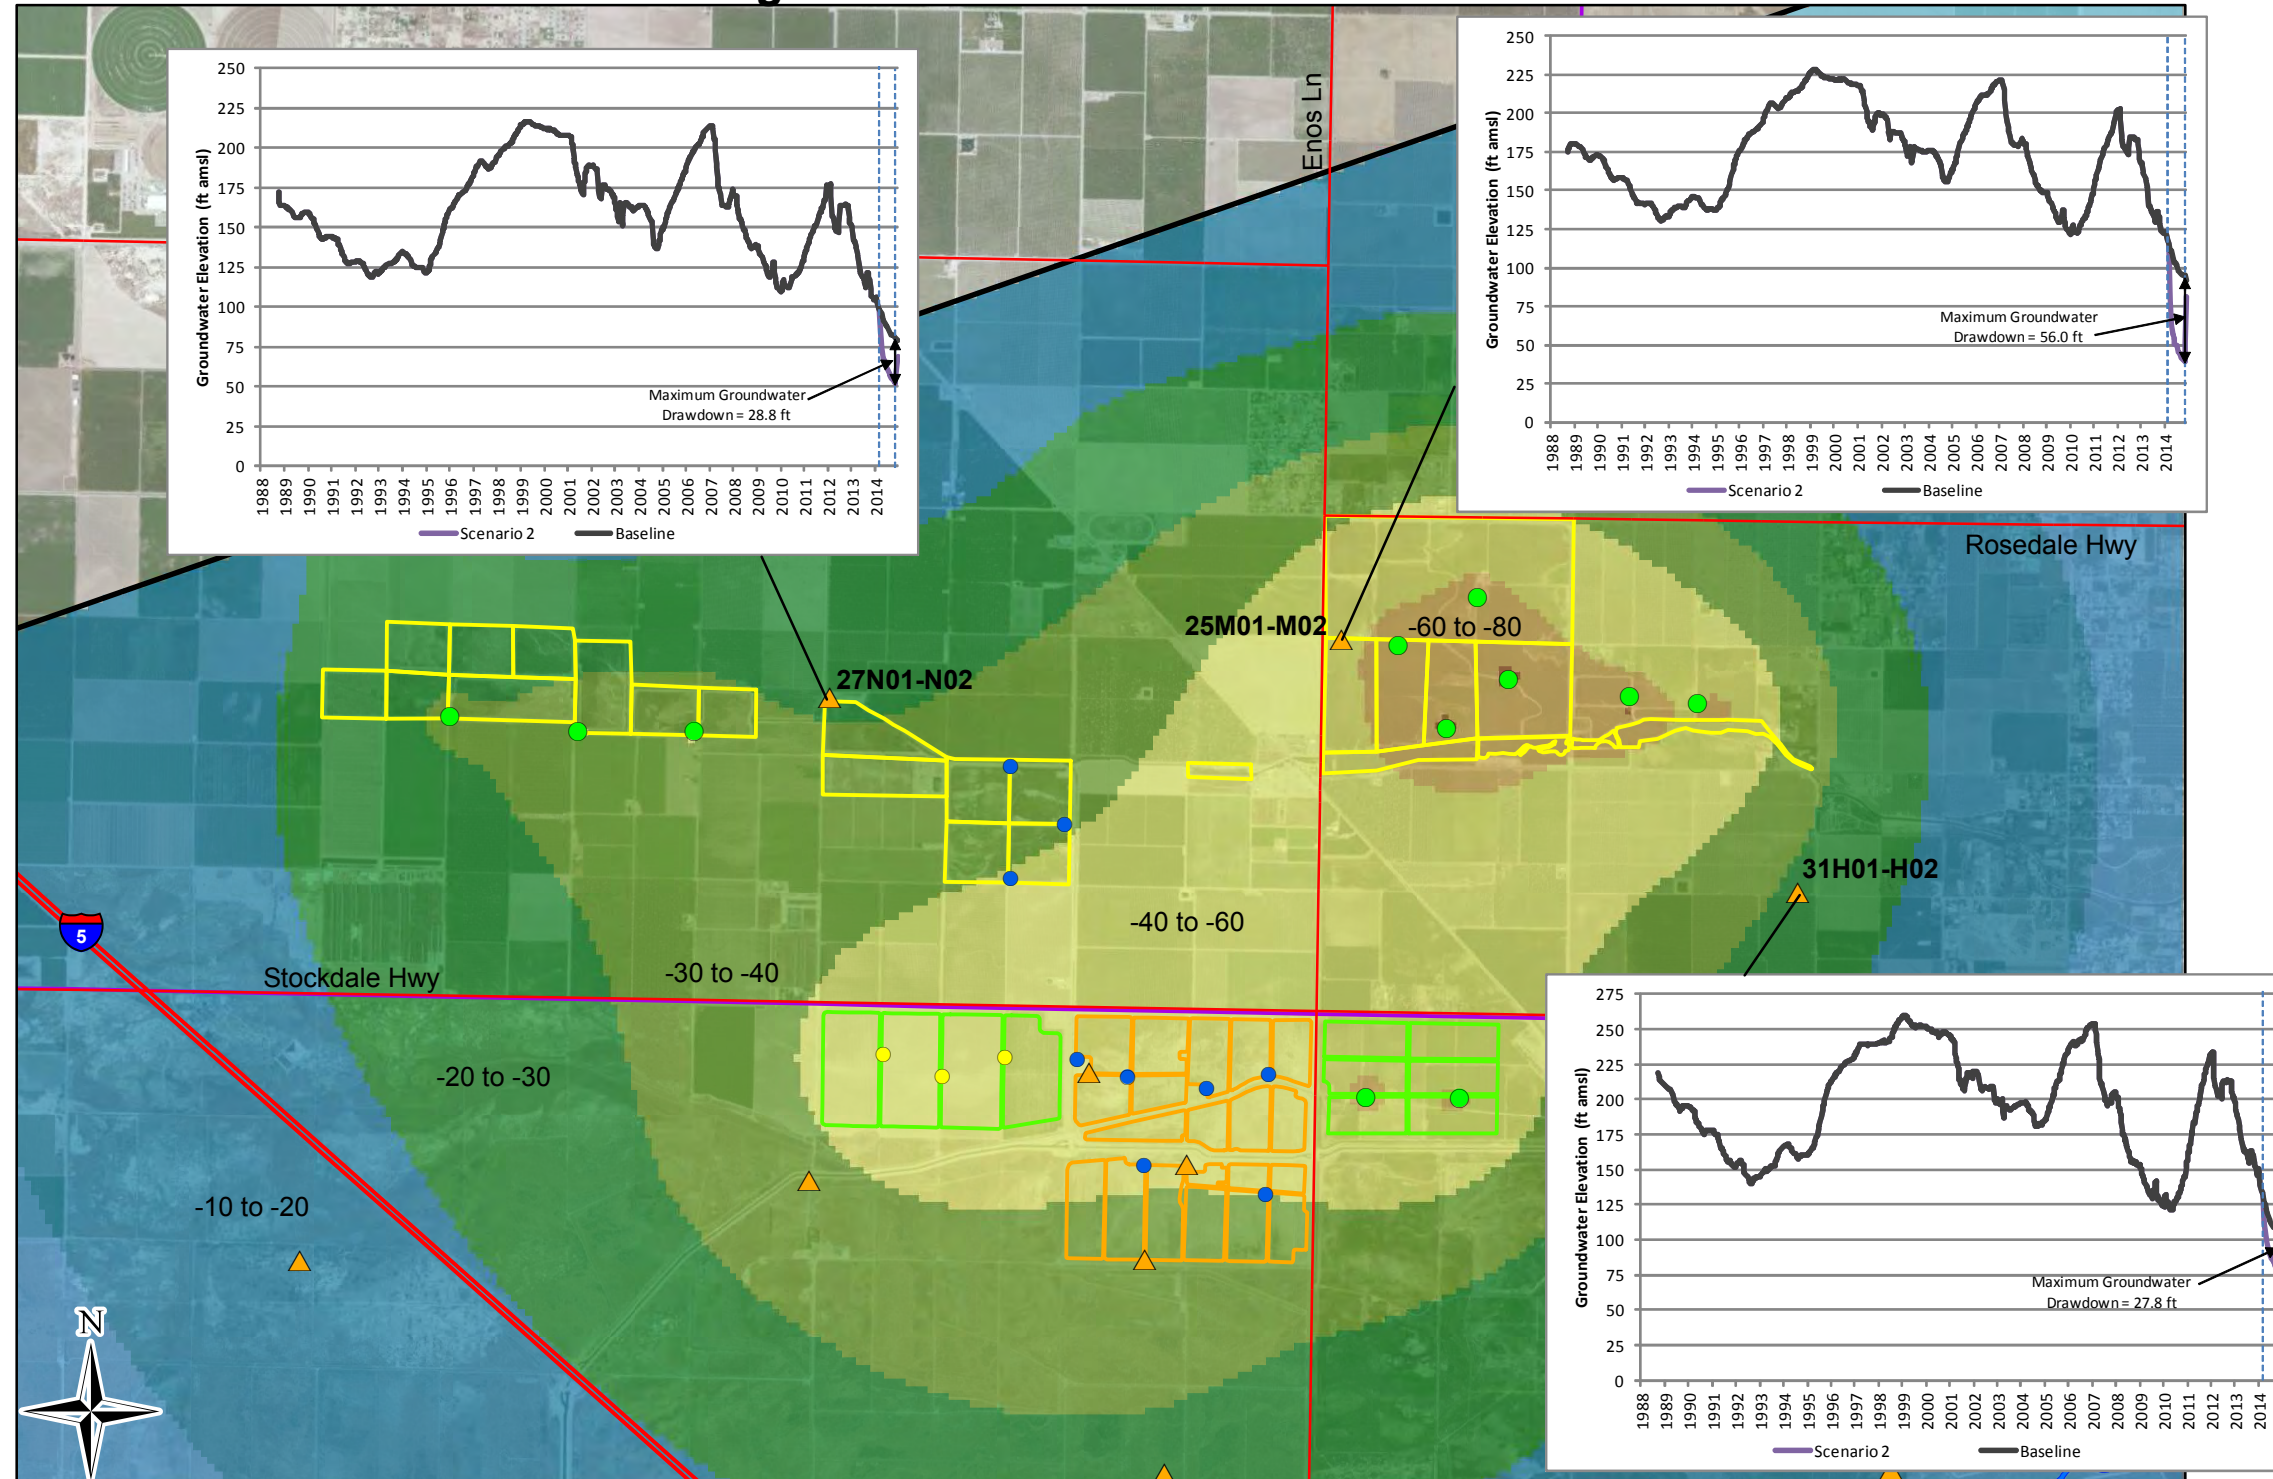 Enos Ln
Groundwater Elevation (ft amsl)
250
225
200
175
150
125
100
75
50
25
0
Maximum Groundwater
Drawdown = 28.8 ft
1988 1989 1990 1991 1992 1993 1994 1995 1996 1997 1998 1999 2000 2001 2002 2003 2004 2005 2006 2007 2008 2009 2010 2011 2012 2013 2014
Scenario 2 Baseline
Groundwater Elevation (ft amsl)
250
225
200
175
150
125
100
75
50
25
0
Maximum Groundwater
Drawdown = 56.0 ft
1988 1989 1990 1991 1992 1993 1994 1995 1996 1997 1998 1999 2000 2001 2002 2003 2004 2005 2006 2007 2008 2009 2010 2011 2012 2013 2014
Scenario 2 Baseline
Rosedale Hwy
25M01-M02
-60 to -80
27N01-N02
31H01-H02
-40 to -60
5
-30 to -40
Stockdale Hwy
-20 to -30
-10 to -20
N
Groundwater Elevation (ft amsl)
275
250
225
200
175
150
125
100
75
50
25
0
Maximum Groundwater
Drawdown = 27.8 ft
1988 1989 1990 1991 1992 1993 1994 1995 1996 1997 1998 1999 2000 2001 2002 2003 2004 2005 2006 2007 2008 2009 2010 2011 2012 2013 2014
Scenario 2 Baseline